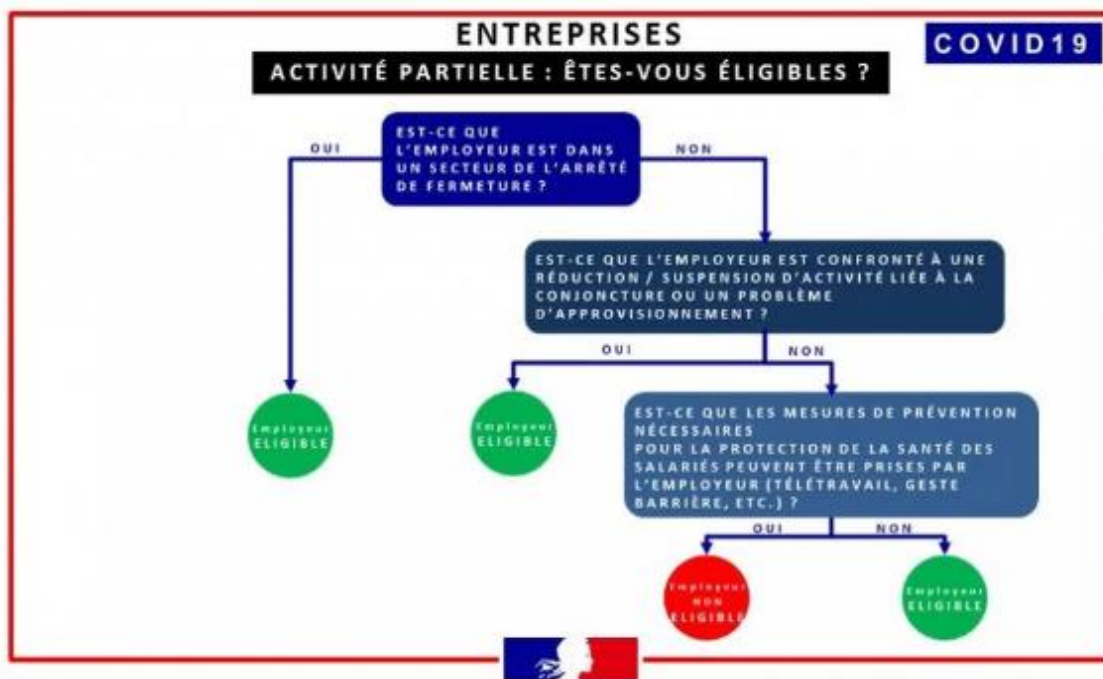 ENTREPRISES
COVID19
ACTIVITÉ PARTIELLE : ÊTES-VOUS ÉLIGIBLES ?
EST-CE QUE
L'EMPLOYEUR EST DANS
UN SECTEUR DE L'ARRÊTÉ
DE FERMETURE ?
OUI
NON
EST-CE QUE L'EMPLOYEUR EST CONFRONTÉ À UNE
RÉDUCTION / SUSPENSION D'ACTIVITÉ LIÉE À LA
CONJONCTURE OU UN PROBLÈME
D'APPROVISIONNEMENT ?
OUI
NON
Employeur
ELIGIBLE
Employeur
ELIGIBLE
EST-CE QUE LES MESURES DE PRÉVENTION
NÉCESSAIRES
POUR LA PROTECTION DE LA SANTÉ DES
SALARIÉS PEUVENT ÊTRE PRISES PAR
L'EMPLOYEUR (TÉLÉTRAVAIL, GESTE
BARRIÈRE, ETC.) ?
OUI
NON
Employeur
NON
ELIGIBLE
Employeur
ELIGIBLE